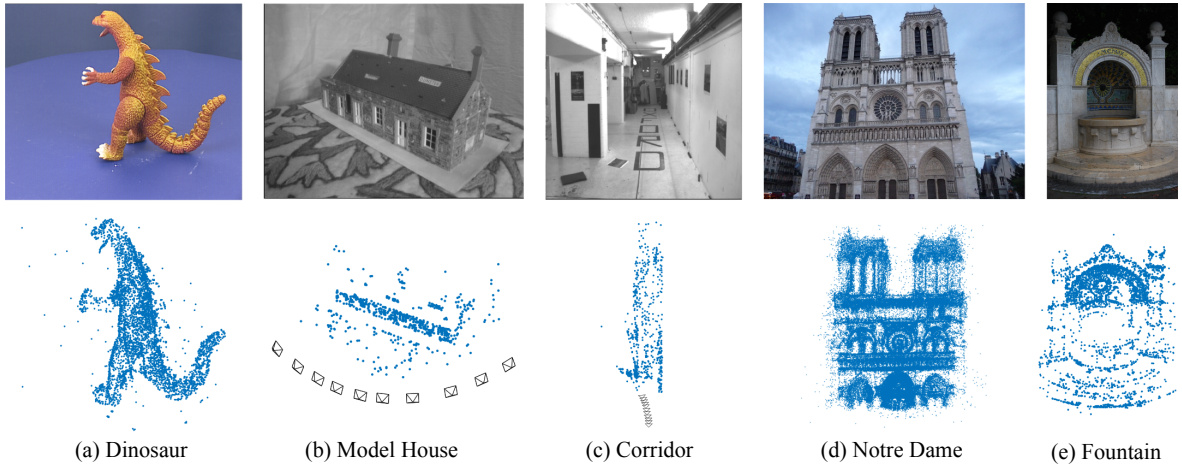 (a) Dinosaur
(b) Model House
(c) Corridor
(d) Notre Dame
(e) Fountain